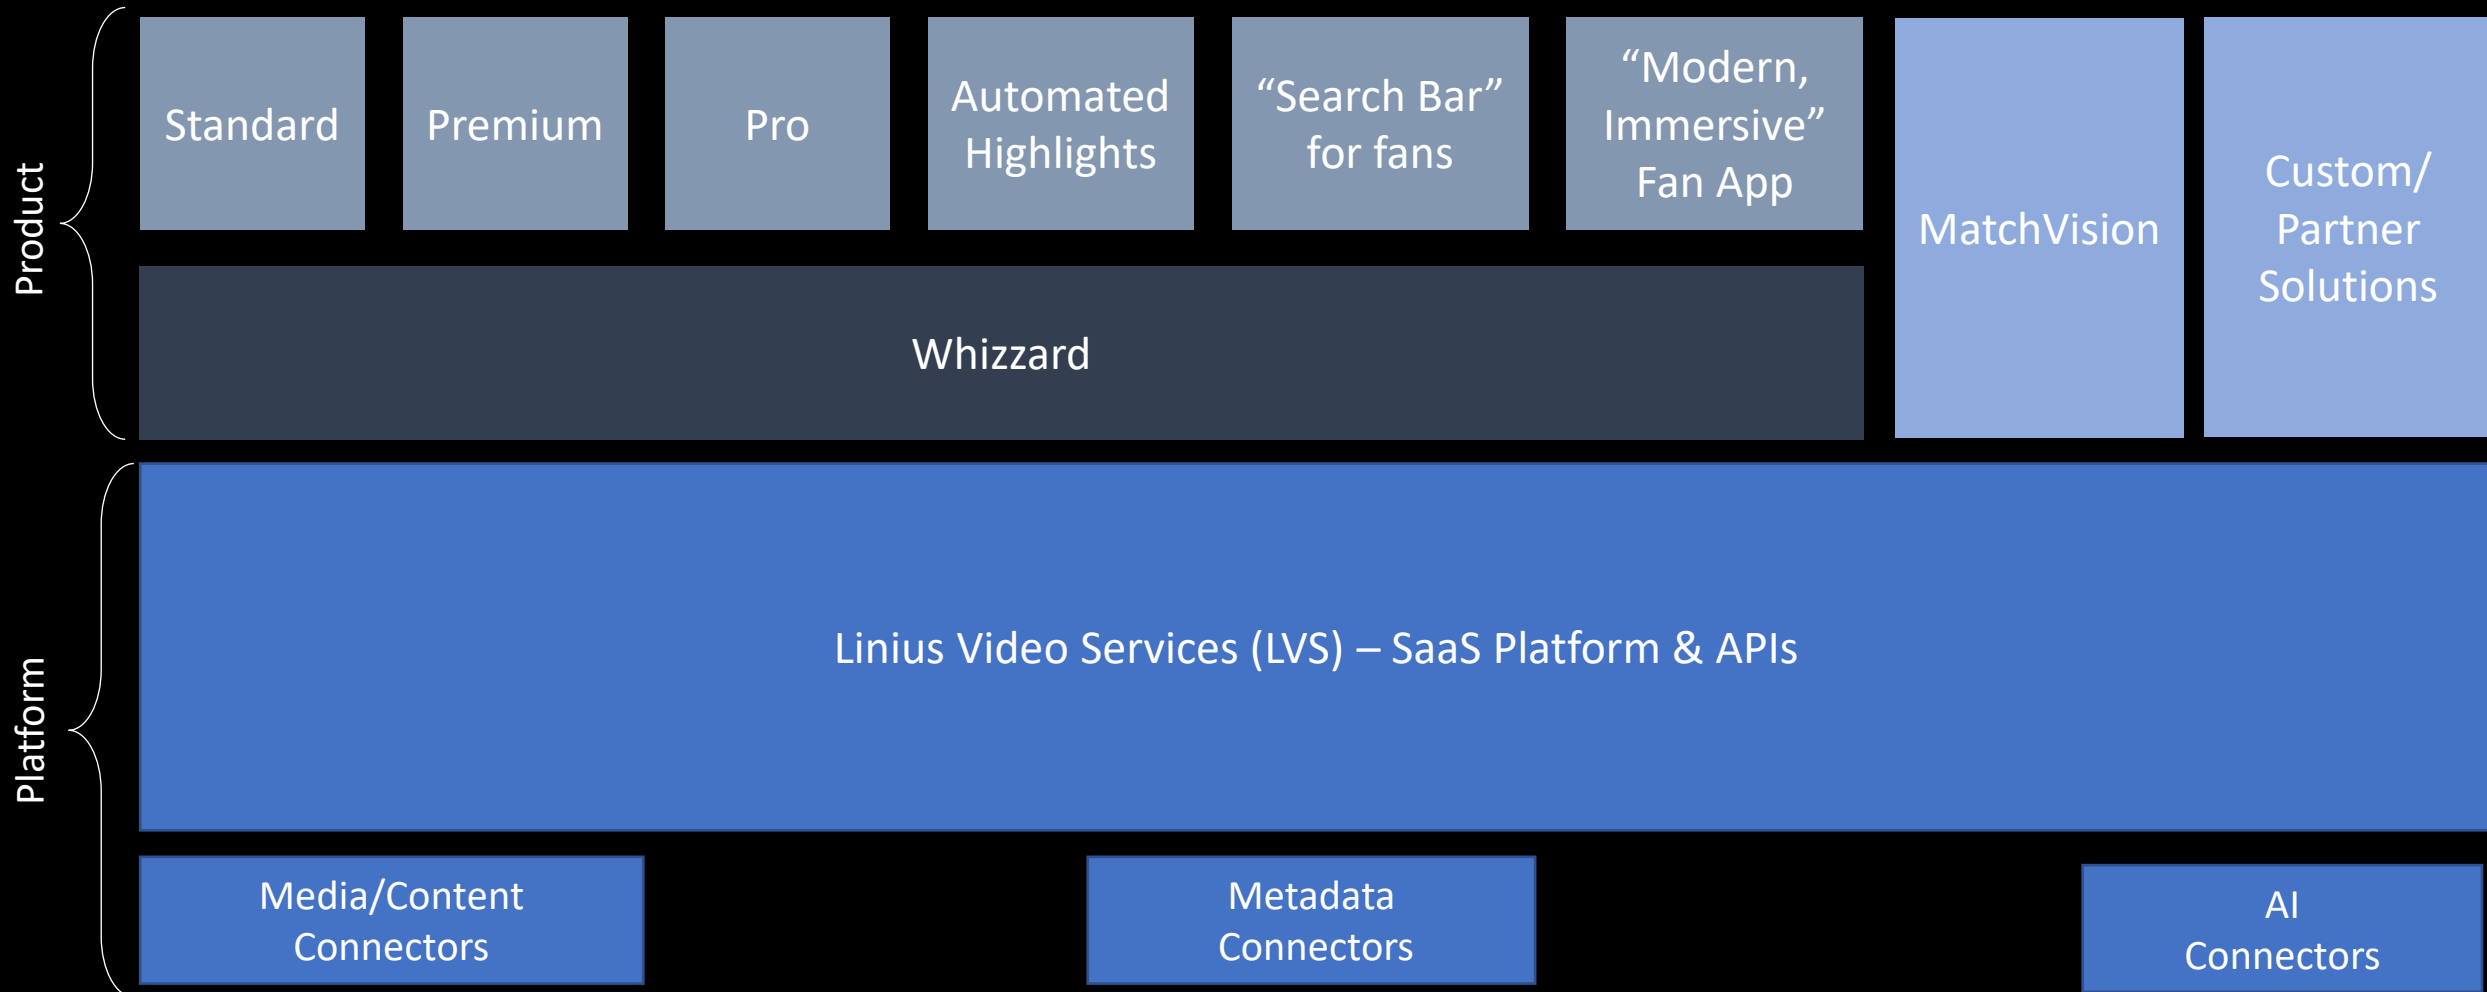 Product
Standard
Premium
Pro
Automated
Highlights
“Search Bar”
for fans
“Modern,
Immersive”
Fan App
MatchVision
Custom/
Partner
Solutions
Whizzard
Platform
Linius Video Services (LVS) – SaaS Platform & APIs
Media/Content
Connectors
Metadata
Connectors
AI
Connectors